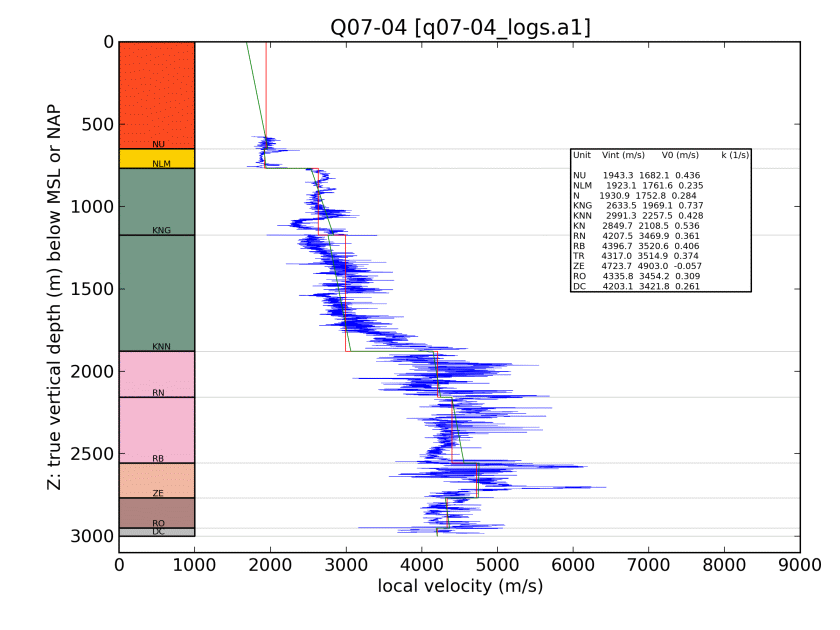 Q07-04 [q07-04_logs.a1]
Z: true vertical depth (m) below MSL or NAP
0
500
1000
1500
2000
2500
3000
NU
NLM
KNG
KNN
RN
RB
ZE
RO
DC
Unit Vint (m/s) V0 (m/s) k (1/s)
NU 1943.3 1682.1 0.436
NLM 1923.1 1761.6 0.235
N 1930.9 1752.8 0.284
KNG 2633.5 1969.1 0.737
KNN 2991.3 2257.5 0.428
KN 2849.7 2108.5 0.536
RN 4207.5 3469.9 0.361
RB 4396.7 3520.6 0.406
TR 4317.0 3514.9 0.374
ZE 4723.7 4903.0 -0.057
RO 4335.8 3454.2 0.309
DC 4203.1 3421.8 0.261
0 1000 2000 3000 4000 5000 6000 7000 8000 9000
local velocity (m/s)